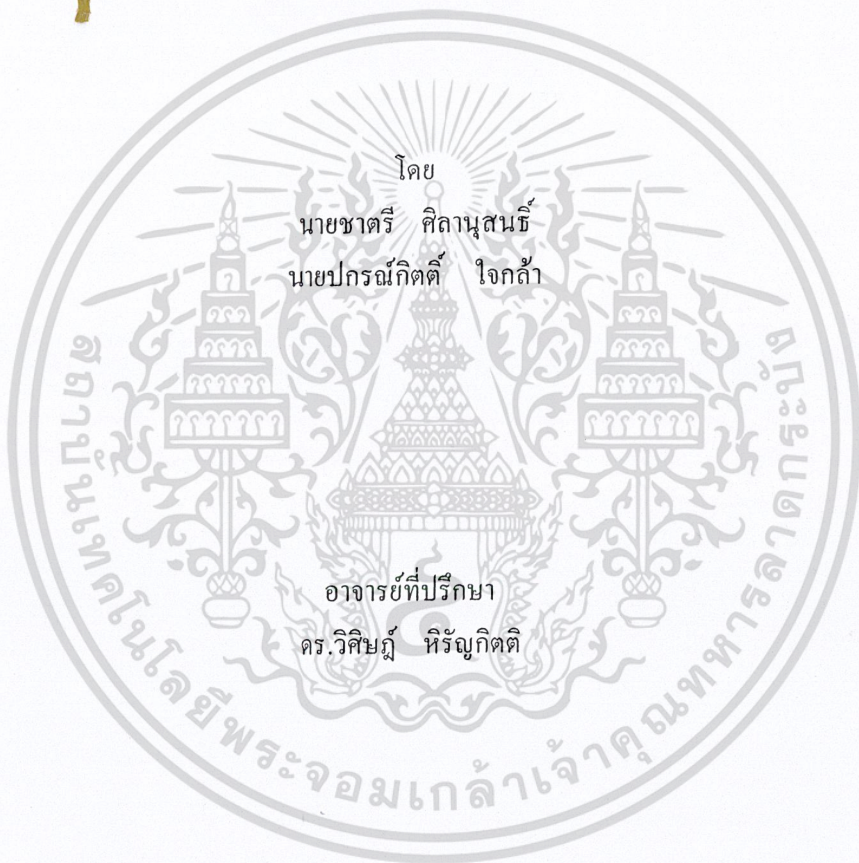 โดย
นายชาตรี ศิลานุสนธิ์
นายปกรณ์กิตติ์ ใจกล้า
อาจารย์ที่ปรึกษา
ดร.วิศิษฎ์ หิรัญกิตติ
สถาบันเทคโนโลยีพระจอมเกล้าเจ้าคุณทหารลาดกระบัง